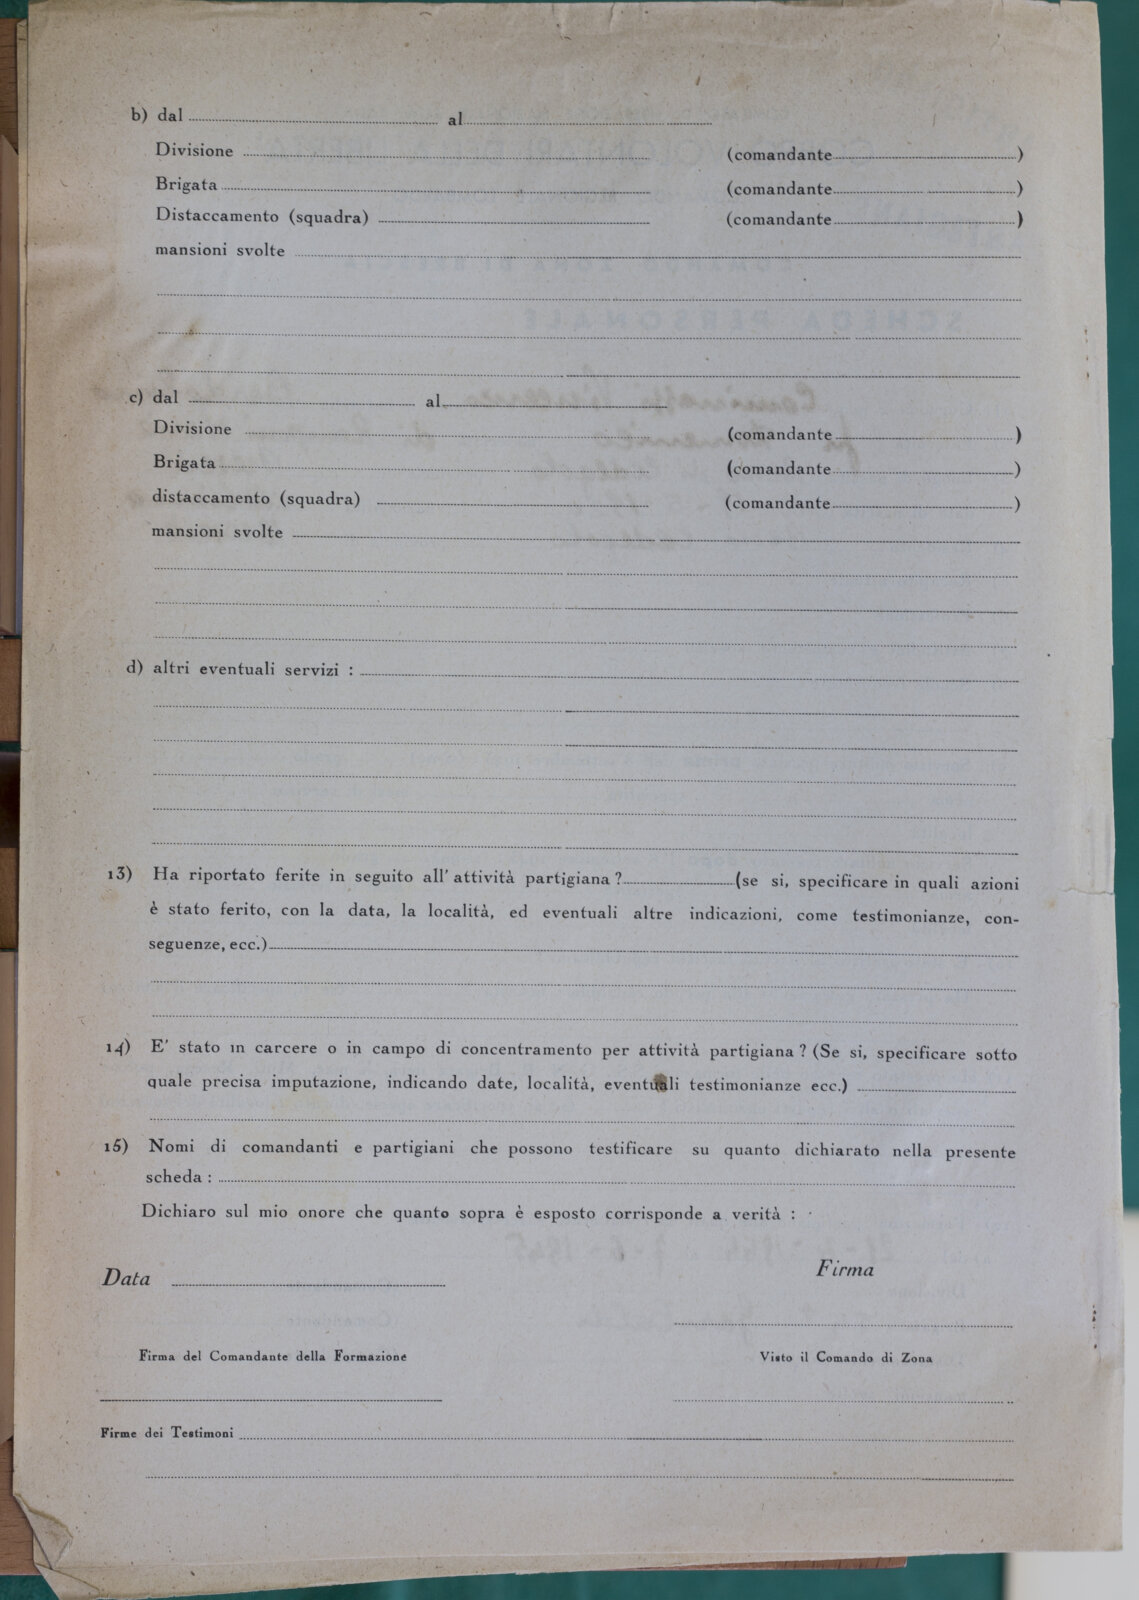 b) dal al
Divisione (comandante )
Brigata (comandante )
Distaccamento (squadra) (comandante )
mansioni svolte
c) dal al
Divisione (comandante )
Brigata (comandante )
distaccamento (squadra) (comandante )
mansioni svolte
d) altri eventuali servizi :
13) Ha riportato ferite in seguito all' attività partigiana ? (se si, specificare in quali azioni
è stato ferito, con la data, la località, ed eventuali altre indicazioni, come testimonianze, con-
seguenze, ecc.)
14) E' stato in carcere o in campo di concentramento per attività partigiana ? (Se si, specificare sotto
quale precisa imputazione, indicando date, località, eventuali testimonianze ecc.)
15) Nomi di comandanti e partigiani che possono testificare su quanto dichiarato nella presente
scheda :
Dichiaro sul mio onore che quanto sopra è esposto corrisponde a verità :
Data Firma
Firma del Comandante della Formazione Visto il Comando di Zona
Firme dei Testimoni